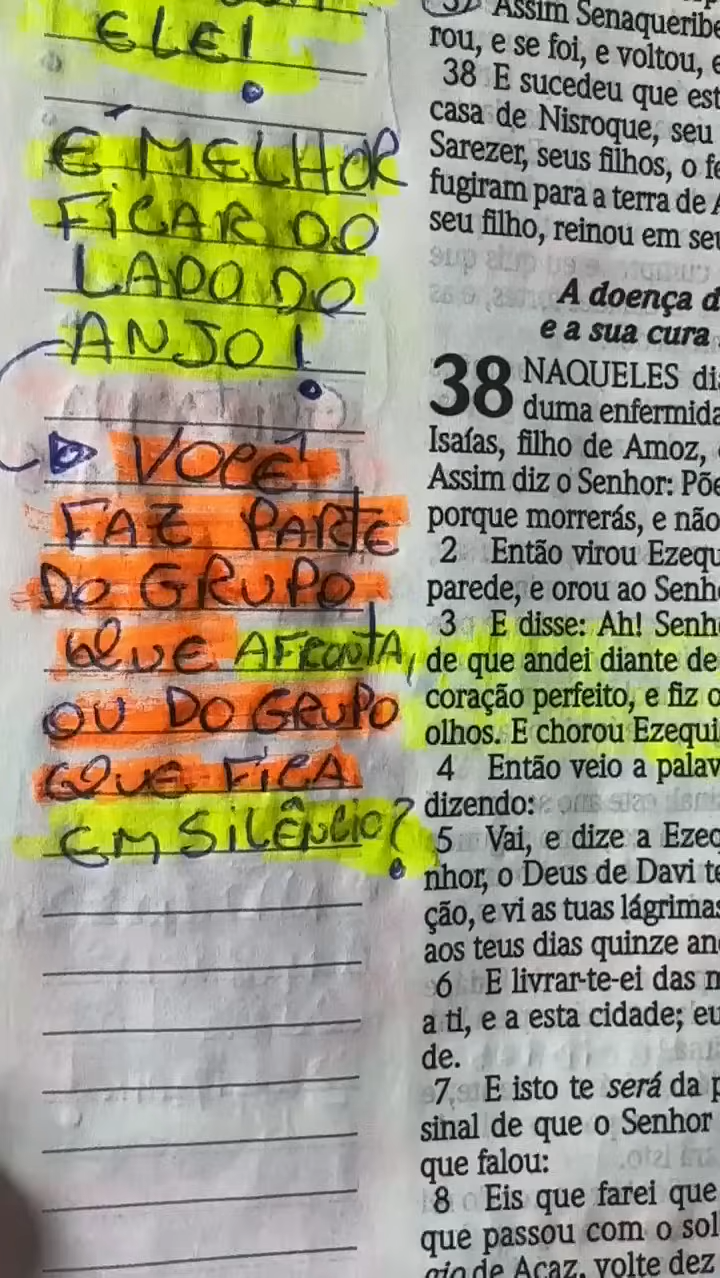 ELE!
É MELHOR
FICAR DO
LADO DO
ANJO!
VOCÊ
FAZ PARTE
DO GRUPO
QUE AFRONTA,
OU DO GRUPO
QUE FICA
EM SILÊNCIO?
37 Assim Senaqueribe
rou, e se foi, e voltou, e
38 E sucedeu que est
casa de Nisroque, seu
Sarezer, seus filhos, o fe
fugiram para a terra de A
seu filho, reinou em seu
A doença d
e a sua cura
38 NAQUELES di
duma enfermida
Isaías, filho de Amoz,
Assim diz o Senhor: Põe
porque morrerás, e não
2 Então virou Ezequ
parede, e orou ao Senho
3 E disse: Ah! Senh
de que andei diante de
coração perfeito, e fiz o
olhos. E chorou Ezequi
4 Então veio a palav
dizendo:
5 Vai, e dize a Ezeq
nhor, o Deus de Davi te
ção, e vi as tuas lágrimas
aos teus dias quinze an
6 E livrar-te-ei das m
a ti, e a esta cidade; eu
de.
7 E isto te será da p
sinal de que o Senhor
que falou:
8 Eis que farei que
que passou com o sol
gio de Acaz, volte dez